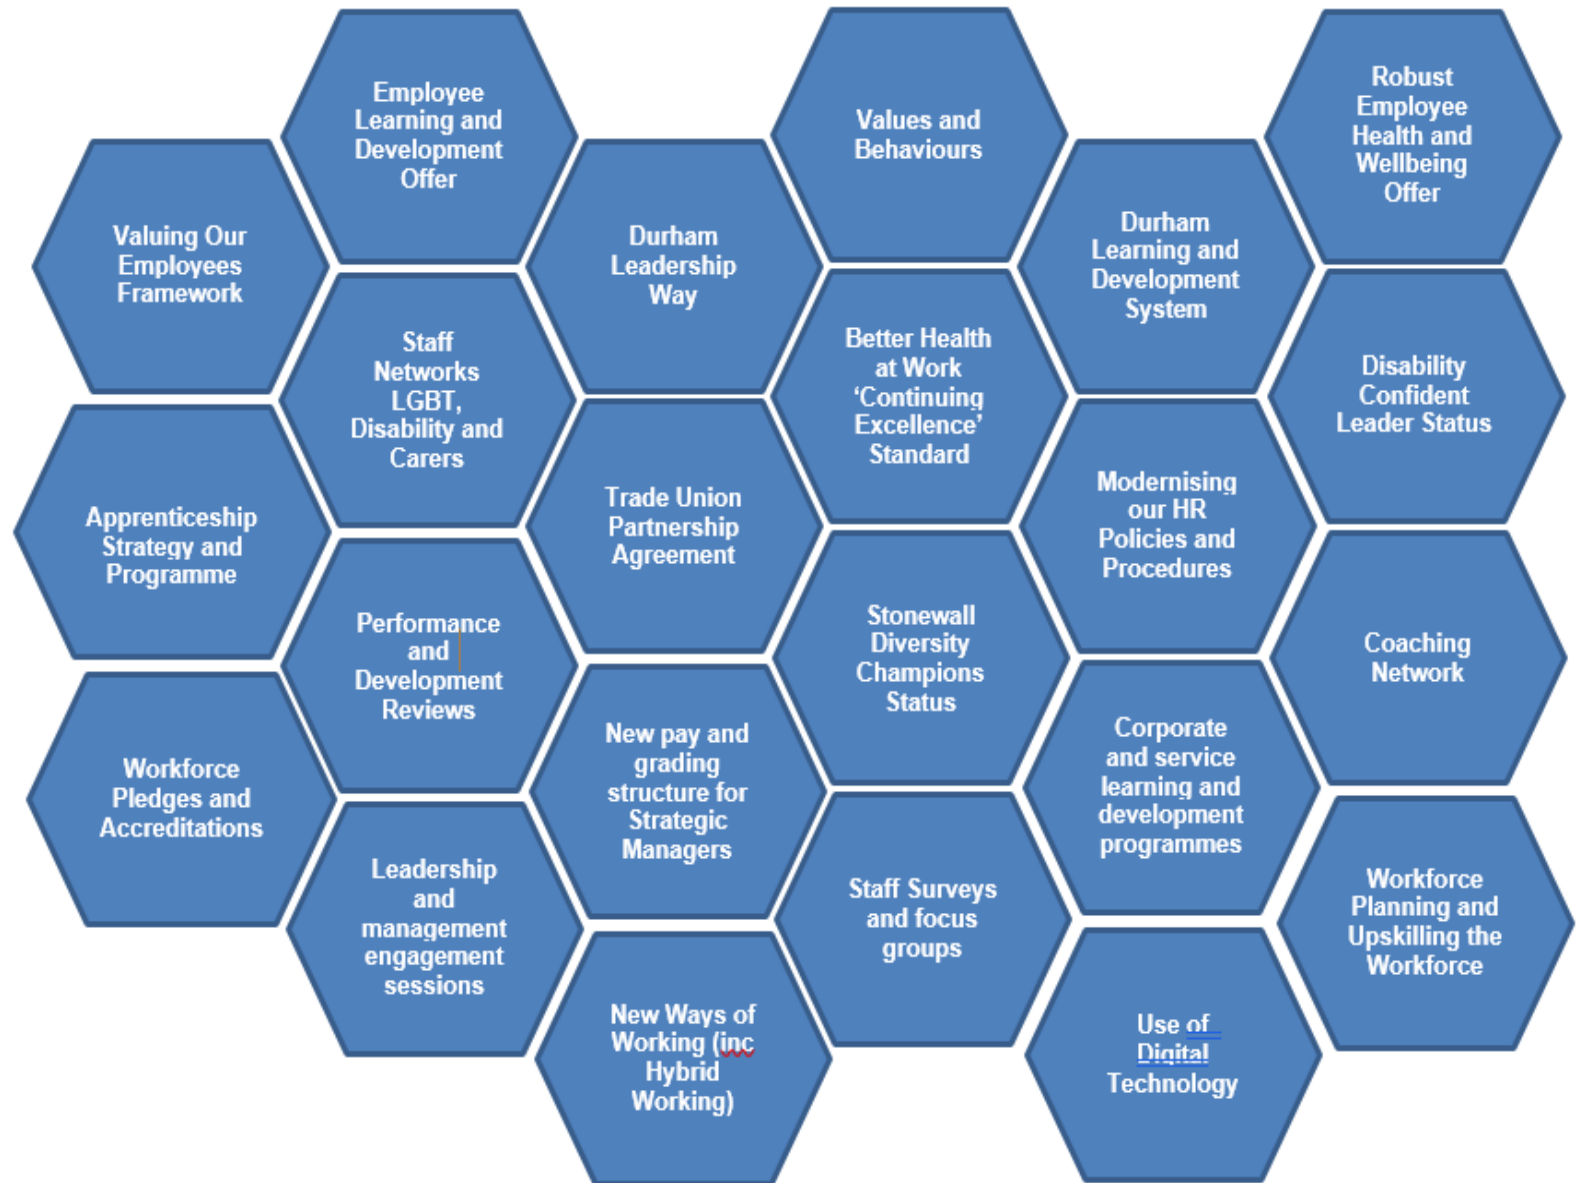 Employee
Learning and
Development
Offer
Values and
Behaviours
Robust
Employee
Health and
Wellbeing
Offer
Valuing Our
Employees
Framework
Durham
Leadership
Way
Durham
Learning and
Development
System
Staff
Networks
LGBT,
Disability and
Carers
Better Health
at Work
‘Continuing
Excellence’
Standard
Disability
Confident
Leader Status
Apprenticeship
Strategy and
Programme
Trade Union
Partnership
Agreement
Modernising
our HR
Policies and
Procedures
Performance
and
Development
Reviews
Stonewall
Diversity
Champions
Status
Coaching
Network
Workforce
Pledges and
Accreditations
New pay and
grading
structure for
Strategic
Managers
Corporate
and service
learning and
development
programmes
Leadership
and
management
engagement
sessions
Staff Surveys
and focus
groups
Workforce
Planning and
Upskilling the
Workforce
New Ways of
Working (inc
Hybrid
Working)
Use of
Digital
Technology